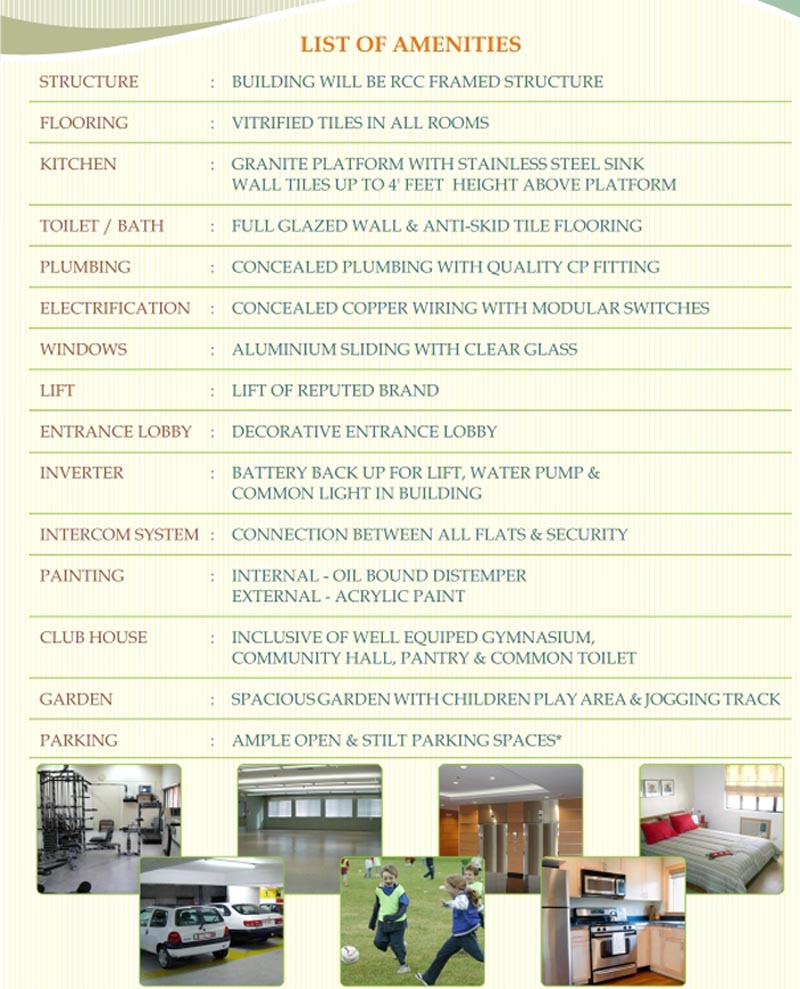 LIST OF AMENITIES
STRUCTURE : BUILDING WILL BE RCC FRAMED STRUCTURE
FLOORING : VITRIFIED TILES IN ALL ROOMS
KITCHEN : GRANITE PLATFORM WITH STAINLESS STEEL SINK
WALL TILES UP TO 4' FEET HEIGHT ABOVE PLATFORM
TOILET / BATH : FULL GLAZED WALL & ANTI-SKID TILE FLOORING
PLUMBING : CONCEALED PLUMBING WITH QUALITY CP FITTING
ELECTRIFICATION : CONCEALED COPPER WIRING WITH MODULAR SWITCHES
WINDOWS : ALUMINIUM SLIDING WITH CLEAR GLASS
LIFT : LIFT OF REPUTED BRAND
ENTRANCE LOBBY : DECORATIVE ENTRANCE LOBBY
INVERTER : BATTERY BACK UP FOR LIFT, WATER PUMP &
COMMON LIGHT IN BUILDING
INTERCOM SYSTEM : CONNECTION BETWEEN ALL FLATS & SECURITY
PAINTING : INTERNAL - OIL BOUND DISTEMPER
EXTERNAL - ACRYLIC PAINT
CLUB HOUSE : INCLUSIVE OF WELL EQUIPED GYMNASIUM,
COMMUNITY HALL, PANTRY & COMMON TOILET
GARDEN : SPACIOUS GARDEN WITH CHILDREN PLAY AREA & JOGGING TRACK
PARKING : AMPLE OPEN & STILT PARKING SPACES*